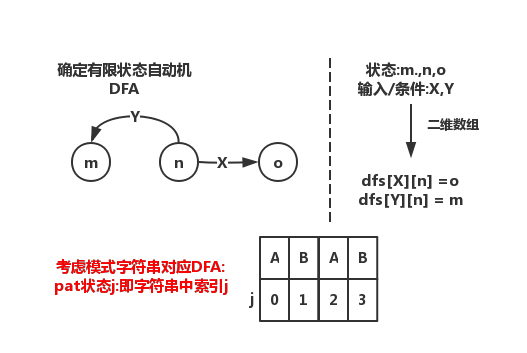 确定有限状态自动机
DFA
Y
m
n
X
o
状态:m.,n,o
输入/条件:X,Y
二维数组
dfs[X][n] =o
dfs[Y][n] = m
考虑模式字符串对应DFA:
pat状态j:即字符串中索引j
A B A B
j 0 1 2 3